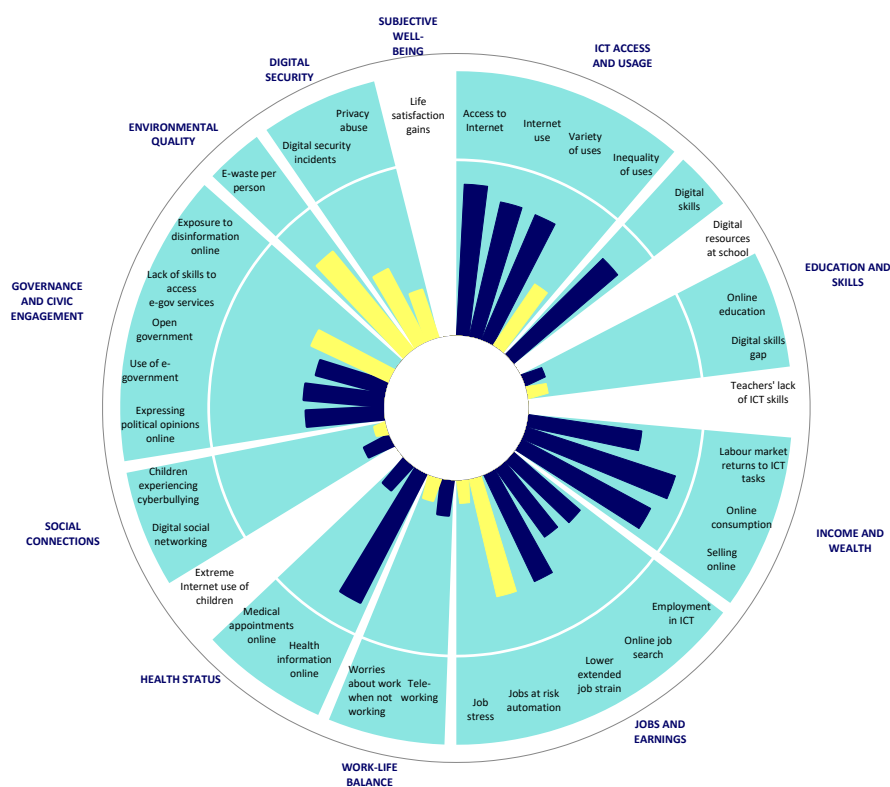 SUBJECTIVE
WELL-
BEING
ICT ACCESS
AND USAGE
DIGITAL
SECURITY
ENVIRONMENTAL
QUALITY
GOVERNANCE
AND CIVIC
ENGAGEMENT
SOCIAL
CONNECTIONS
HEALTH STATUS
WORK-LIFE
BALANCE
JOBS AND
EARNINGS
INCOME AND
WEALTH
EDUCATION AND
SKILLS
Life
satisfaction
gains
Access to
Internet
Internet
use
Variety
of uses
Inequality
of uses
Digital
skills
Digital
resources
at school
Online
education
Digital skills
gap
Teachers' lack
of ICT skills
Labour market
returns to ICT
tasks
Online
consumption
Selling
online
Employment
in ICT
Online job
search
Lower
extended
job strain
Jobs at risk
automation
Job
stress
Tele-
working
Worries
about work
when not
working
Health
information
online
Medical
appointments
online
Extreme
Internet use of
children
Digital social
networking
Children
experiencing
cyberbullying
Expressing
political opinions
online
Use of e-
government
Open
government
Lack of skills to
access
e-gov services
Exposure to
disinformation
online
E-waste per
person
Digital security
incidents
Privacy
abuse